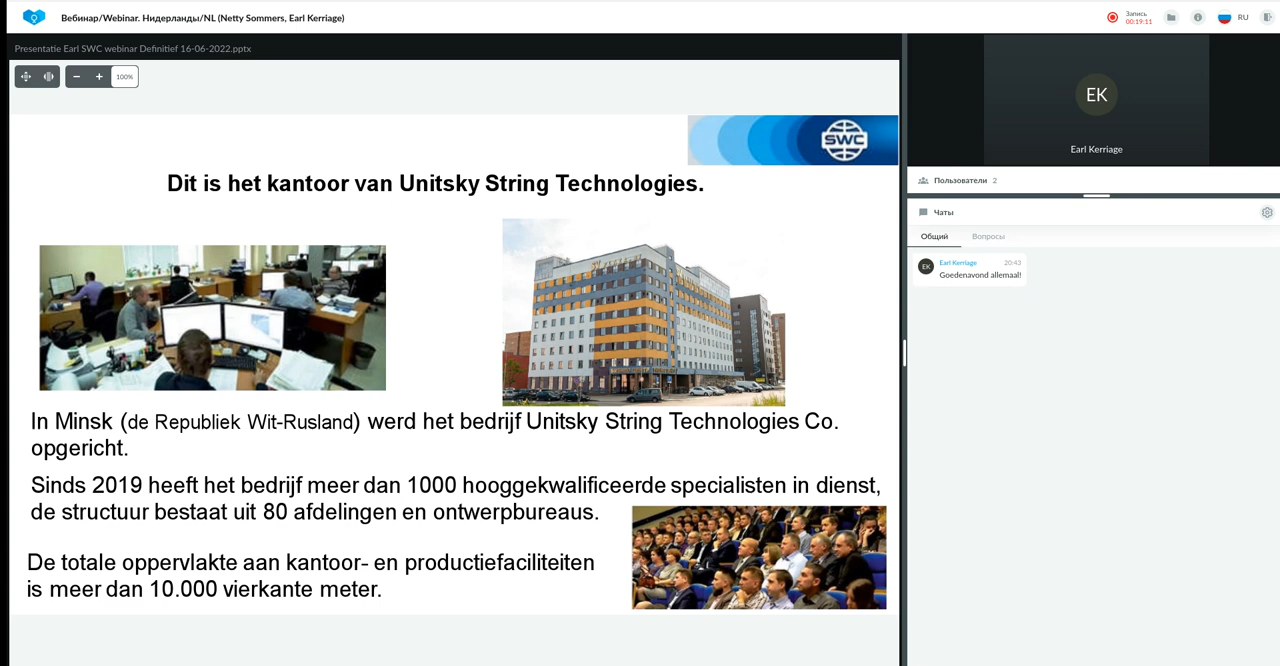 Вебинар/Webinar. Нидерланды/NL (Netty Sommers, Earl Kerriage)
Запись
00:19:11
RU
Presentatie Earl SWC webinar Definitief 16-06-2022.pptx
100%
SWC
Dit is het kantoor van Unitsky String Technologies.
In Minsk (de Republiek Wit-Rusland) werd het bedrijf Unitsky String Technologies Co.
opgericht.
Sinds 2019 heeft het bedrijf meer dan 1000 hooggekwalificeerde specialisten in dienst,
de structuur bestaat uit 80 afdelingen en ontwerpbureaus.
De totale oppervlakte aan kantoor- en productiefaciliteiten
is meer dan 10.000 vierkante meter.
EK
Earl Kerriage
Пользователи 2
Чаты
Общий Вопросы
EK
Earl Kerriage 20:43
Goedenavond allemaal!